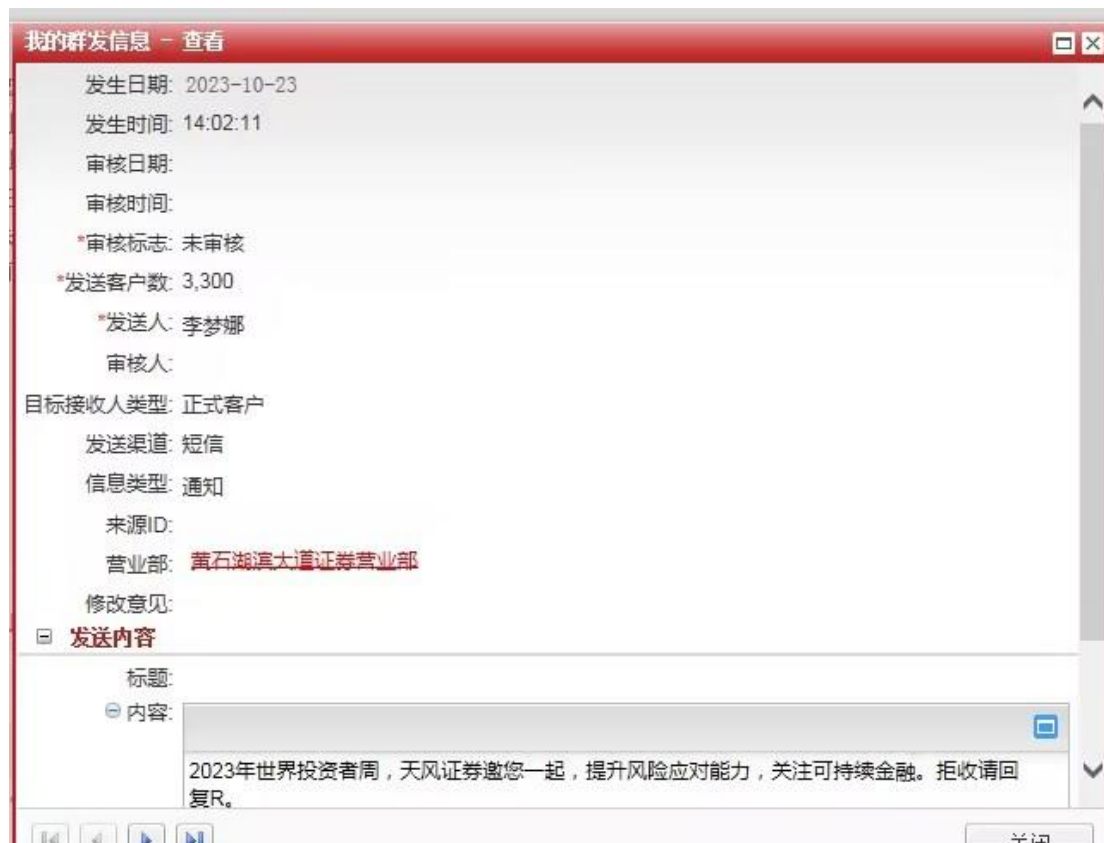 我的群发信息 - 查看
发生日期: 2023-10-23
发生时间: 14:02:11
审核日期:
审核时间:
*审核标志: 未审核
*发送客户数: 3,300
*发送人: 李梦娜
审核人:
目标接收人类型: 正式客户
发送渠道: 短信
信息类型: 通知
来源ID:
营业部: 黄石湖滨大道证券营业部
修改意见:
发送内容
标题:
内容:
2023年世界投资者周，天风证券邀您一起，提升风险应对能力，关注可持续金融。拒收请回
复R。
关闭